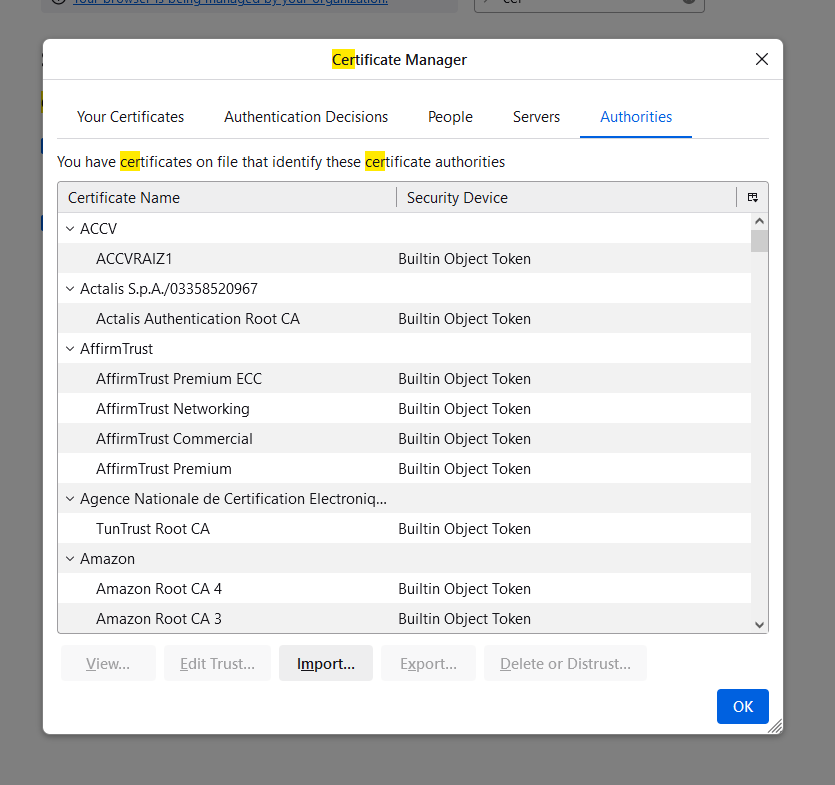 Your browser is being managed by your organization.
cer
Certificate Manager
Your Certificates Authentication Decisions People Servers Authorities
You have certificates on file that identify these certificate authorities
Certificate Name Security Device
ACCV
ACCVRAIZ1 Builtin Object Token
Actalis S.p.A./03358520967
Actalis Authentication Root CA Builtin Object Token
AffirmTrust
AffirmTrust Premium ECC Builtin Object Token
AffirmTrust Networking Builtin Object Token
AffirmTrust Commercial Builtin Object Token
AffirmTrust Premium Builtin Object Token
Agence Nationale de Certification Electroniq...
TunTrust Root CA Builtin Object Token
Amazon
Amazon Root CA 4 Builtin Object Token
Amazon Root CA 3 Builtin Object Token
View... Edit Trust... Import... Export... Delete or Distrust...
OK